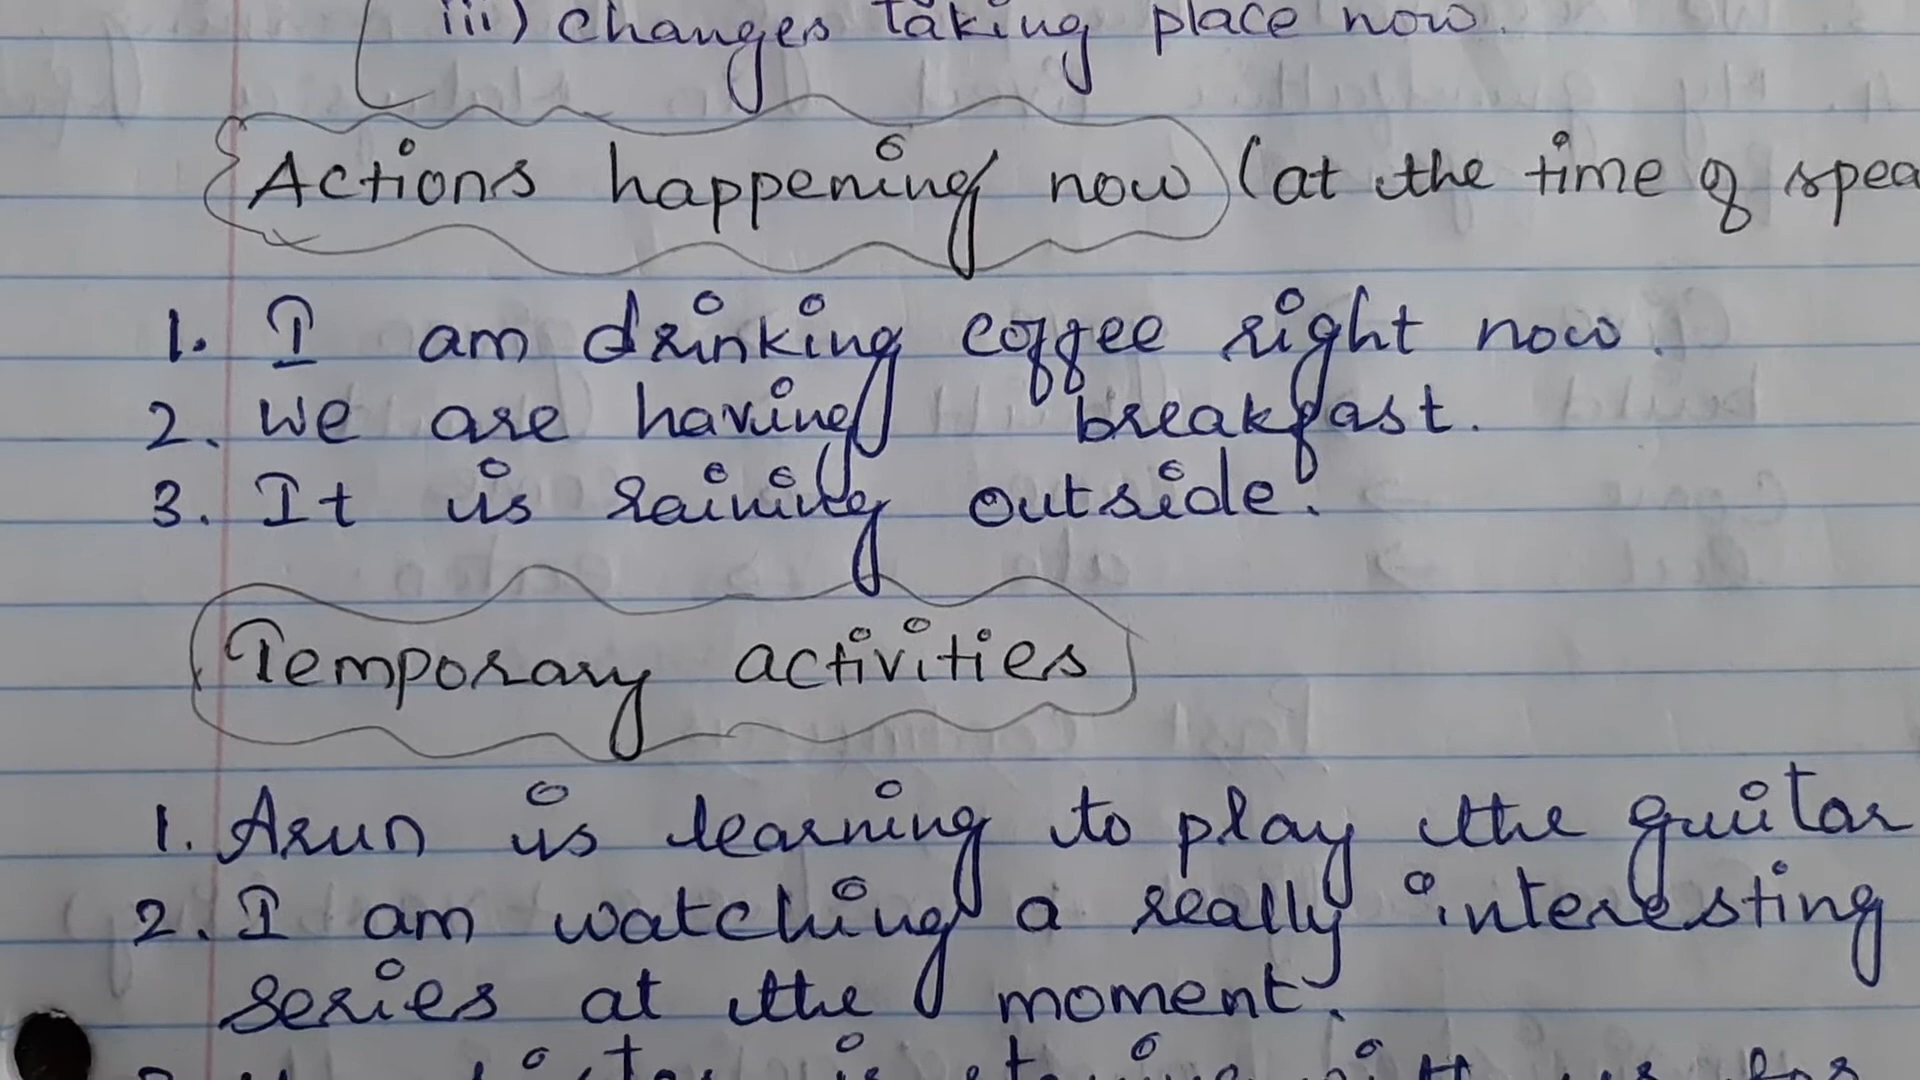 iii) changes taking place now.
Actions happening now (at the time of spea
1. I am drinking coffee right now.
2. We are having breakfast.
3. It is raining outside.
Temporary activities
1. Arun is learning to play the guitar
2. I am watching a really interesting
series at the moment.